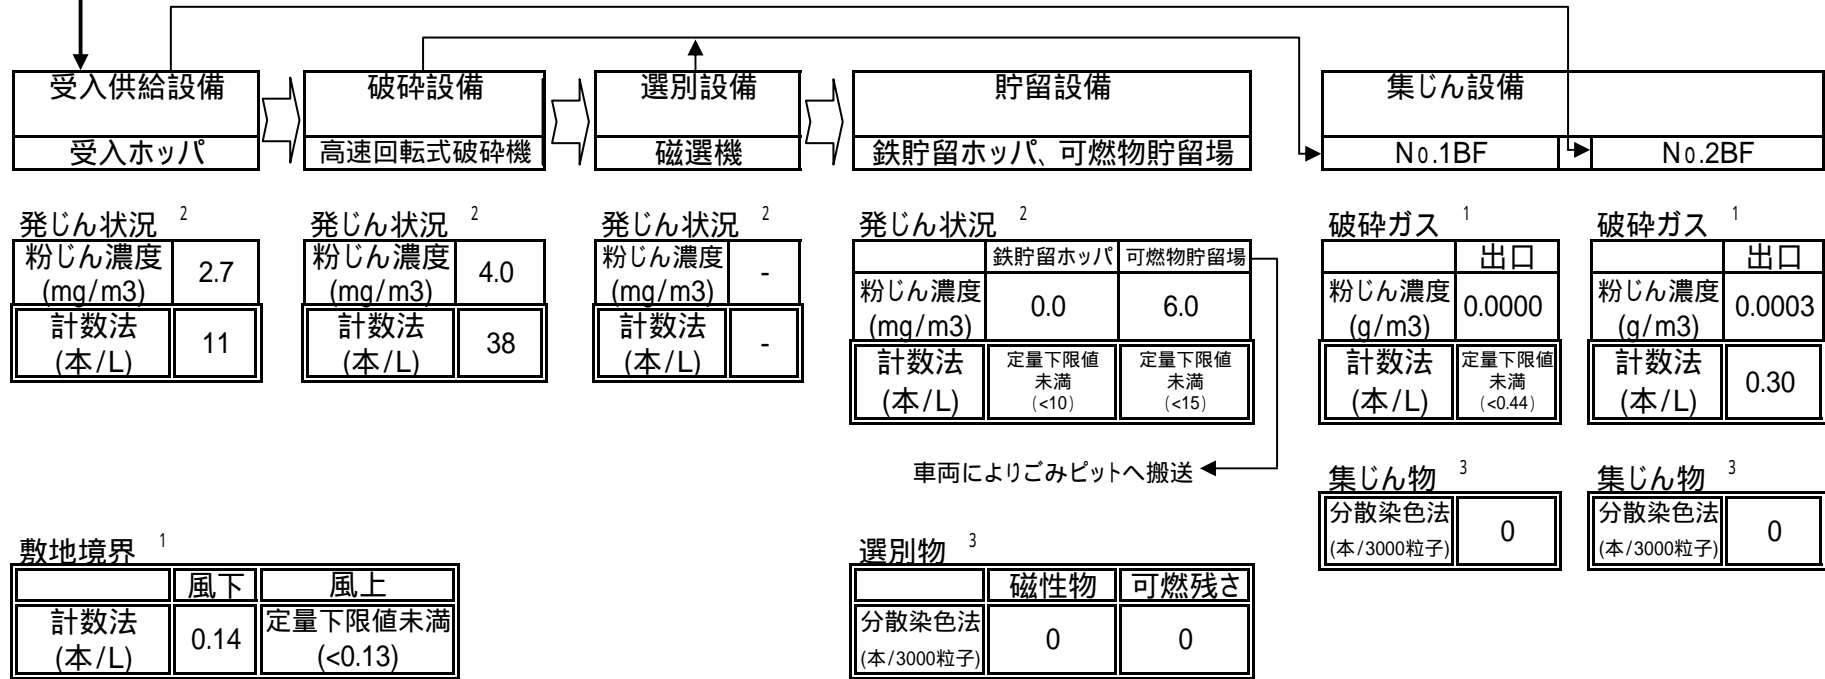 受入供給設備
受入ホッパ
破砕設備
高速回転式破砕機
選別設備
磁選機
貯留設備
鉄貯留ホッパ、可燃物貯留場
集じん設備
No.1BF
No.2BF
発じん状況 2
粉じん濃度
(mg/m3)
2.7
計数法
(本/L)
11
発じん状況 2
粉じん濃度
(mg/m3)
4.0
計数法
(本/L)
38
発じん状況 2
粉じん濃度
(mg/m3)
-
計数法
(本/L)
-
発じん状況 2
鉄貯留ホッパ 可燃物貯留場
粉じん濃度
(mg/m3)
0.0 6.0
計数法
(本/L)
定量下限値
未満
(<10)
定量下限値
未満
(<15)
車両によりごみピットへ搬送
破砕ガス 1
出口
粉じん濃度
(g/m3)
0.0000
計数法
(本/L)
定量下限値
未満
(<0.44)
破砕ガス 1
出口
粉じん濃度
(g/m3)
0.0003
計数法
(本/L)
0.30
集じん物 3
分散染色法
(本/3000粒子)
0
集じん物 3
分散染色法
(本/3000粒子)
0
敷地境界 1
風下 風上
計数法
(本/L)
0.14
定量下限値未満
(<0.13)
選別物 3
磁性物 可燃残さ
分散染色法
(本/3000粒子)
0 0